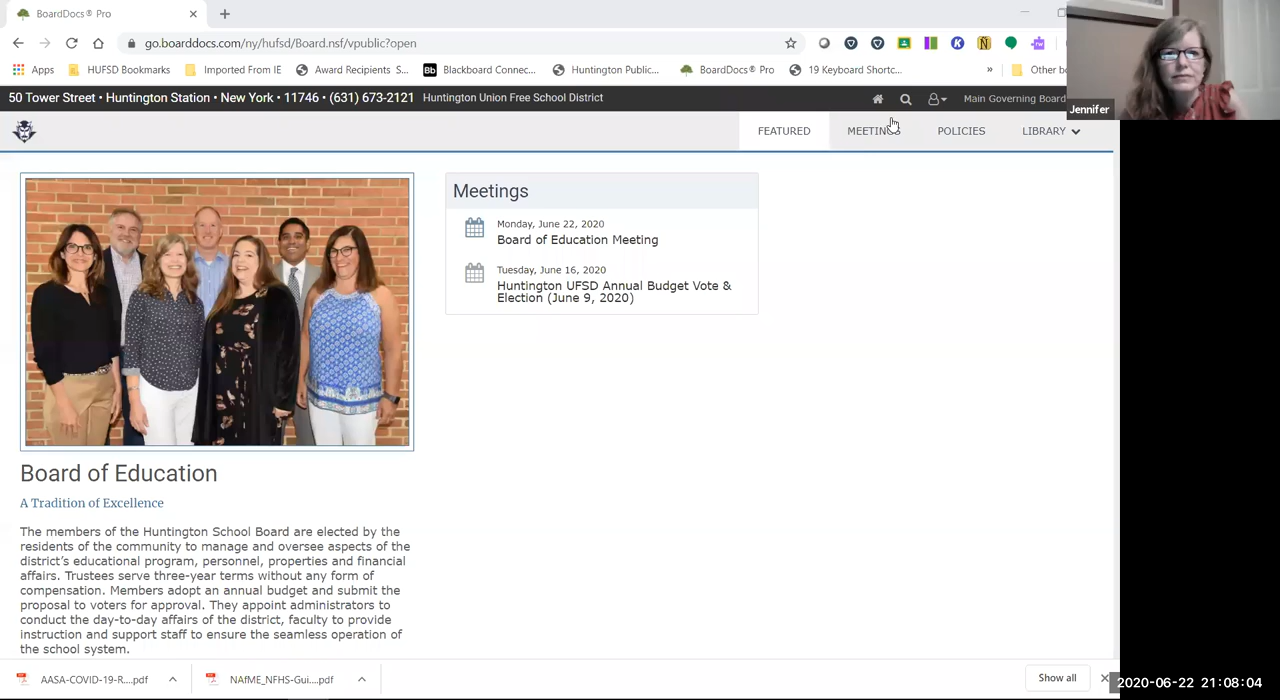 BoardDocs® Pro
go.boarddocs.com/ny/hufsd/Board.nsf/vpublic?open
Apps HUFSD Bookmarks Imported From IE Award Recipients S... Bb Blackboard Connec... Huntington Public... BoardDocs® Pro 19 Keyboard Shortc... » Other bo
50 Tower Street • Huntington Station • New York • 11746 • (631) 673-2121 Huntington Union Free School District Main Governing Board
Jennifer
FEATURED MEETINGS POLICIES LIBRARY
Meetings
Monday, June 22, 2020
Board of Education Meeting
Tuesday, June 16, 2020
Huntington UFSD Annual Budget Vote &
Election (June 9, 2020)
Board of Education
A Tradition of Excellence
The members of the Huntington School Board are elected by the
residents of the community to manage and oversee aspects of the
district's educational program, personnel, properties and financial
affairs. Trustees serve three-year terms without any form of
compensation. Members adopt an annual budget and submit the
proposal to voters for approval. They appoint administrators to
conduct the day-to-day affairs of the district, faculty to provide
instruction and support staff to ensure the seamless operation of
the school system.
AASA-COVID-19-R....pdf NAfME_NFHS-Gui....pdf Show all
2020-06-22 21:08:04